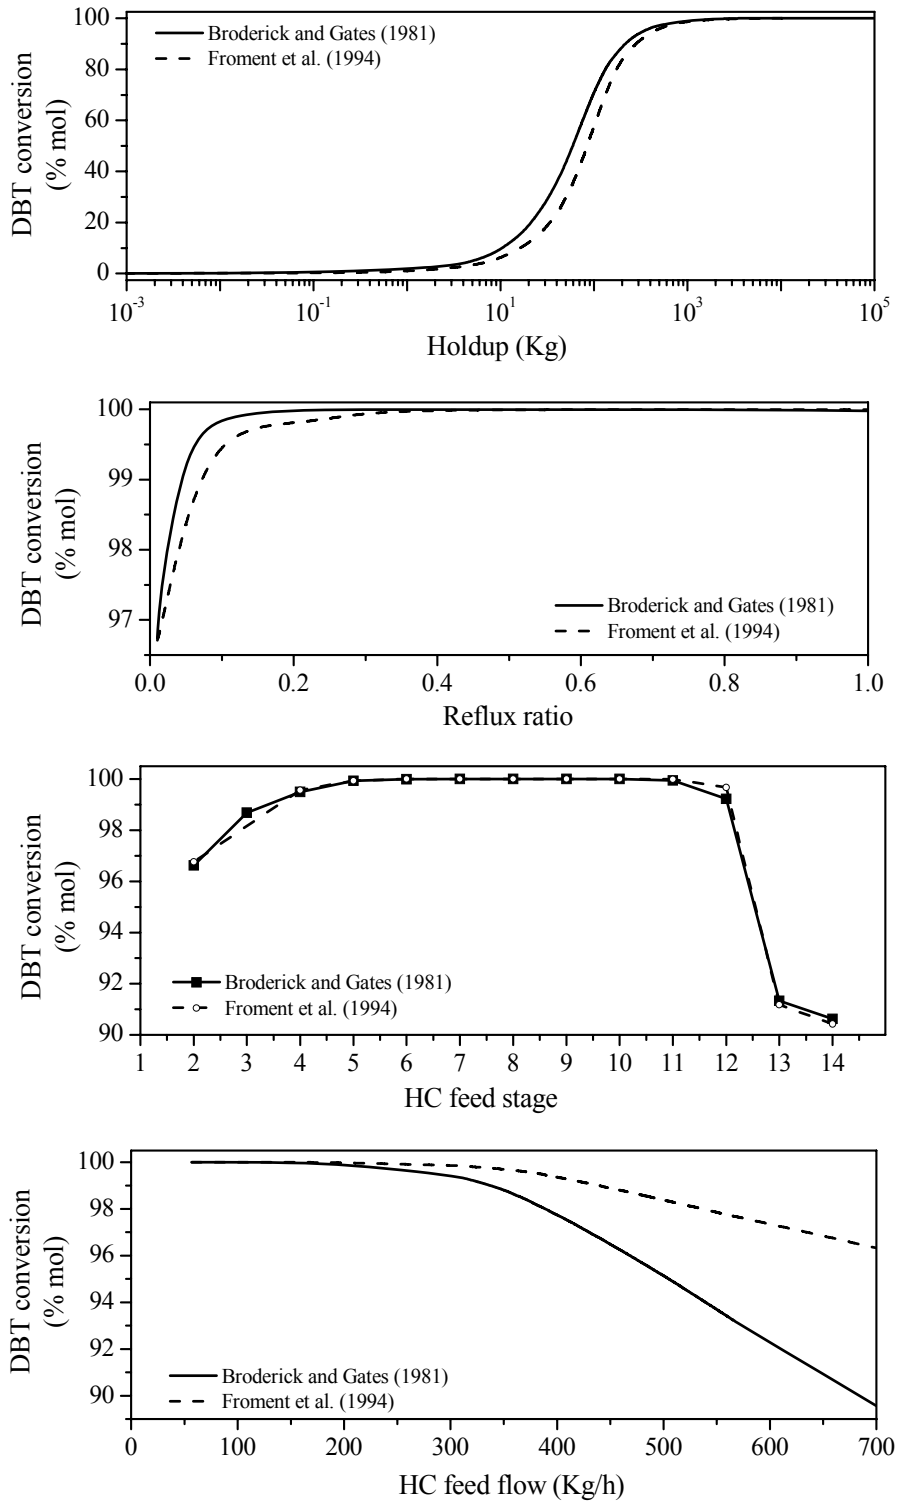 Broderick and Gates (1981)
Froment et al. (1994)
DBT conversion
(% mol)
100
80
60
40
20
0
10-3 10-1 101 103 105
Holdup (Kg)
DBT conversion
(% mol)
100
99
98
97
Broderick and Gates (1981)
Froment et al. (1994)
0.0 0.2 0.4 0.6 0.8 1.0
Reflux ratio
DBT conversion
(% mol)
100
98
96
94
92
90
Broderick and Gates (1981)
Froment et al. (1994)
1 2 3 4 5 6 7 8 9 10 11 12 13 14
HC feed stage
DBT conversion
(% mol)
100
98
96
94
92
90
Broderick and Gates (1981)
Froment et al. (1994)
0 100 200 300 400 500 600 700
HC feed flow (Kg/h)